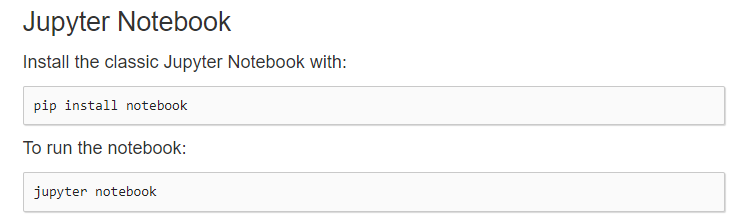 Jupyter Notebook
Install the classic Jupyter Notebook with:
pip install notebook
To run the notebook:
jupyter notebook